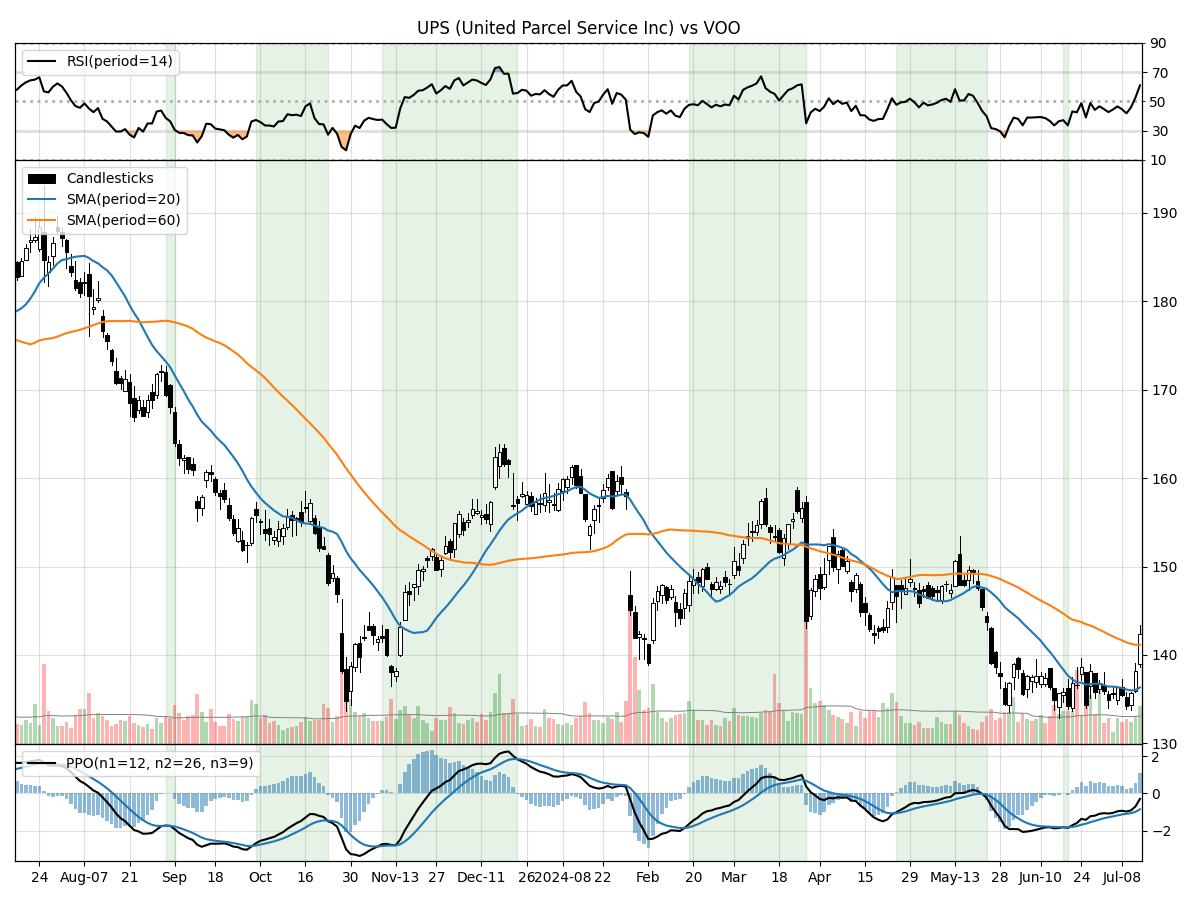 UPS (United Parcel Service Inc) vs VOO
RSI(period=14)
90
70
50
30
10
Candlesticks
SMA(period=20)
SMA(period=60)
190
180
170
160
150
140
130
PPO(n1=12, n2=26, n3=9)
2
0
−2
24 Aug-07 21 Sep 18 Oct 16 30 Nov-13 27 Dec-11 26 2024-08 22 Feb 20 Mar 18 Apr 15 29 May-13 28 Jun-10 24 Jul-08